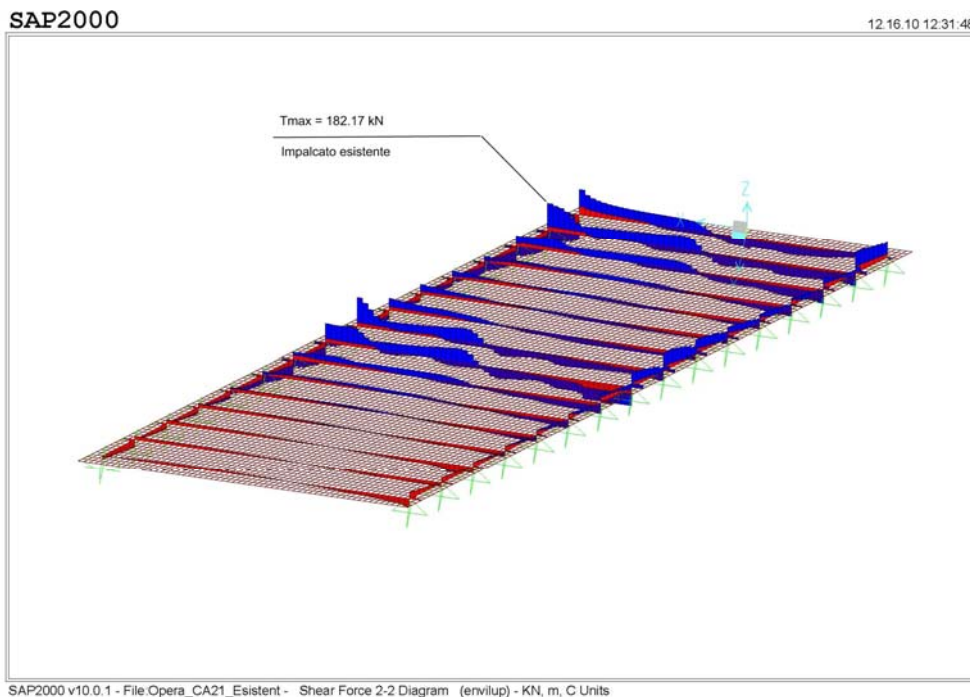 SAP2000
12.16.10 12:31:48
Tmax = 182.17 kN
Impalcato esistente
Z
X
SAP2000 v10.0.1 - File:Opera_CA21_Esistent - Shear Force 2-2 Diagram (envilup) - KN, m, C Units